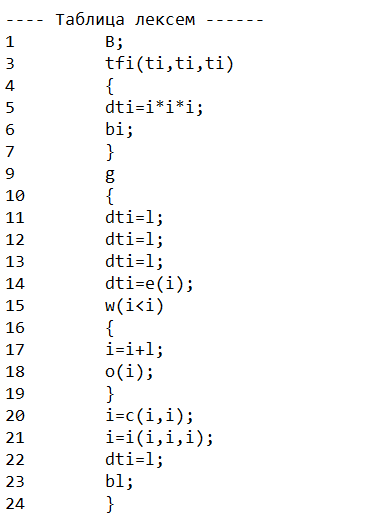 ---- Таблица лексем ------
1 B;
3 tfi(ti,ti,ti)
4 {
5 dti=i*i*i;
6 bi;
7 }
9 g
10 {
11 dti=l;
12 dti=l;
13 dti=l;
14 dti=e(i);
15 w(i<i)
16 {
17 i=i+l;
18 o(i);
19 }
20 i=c(i,i);
21 i=i(i,i,i);
22 dti=l;
23 bl;
24 }